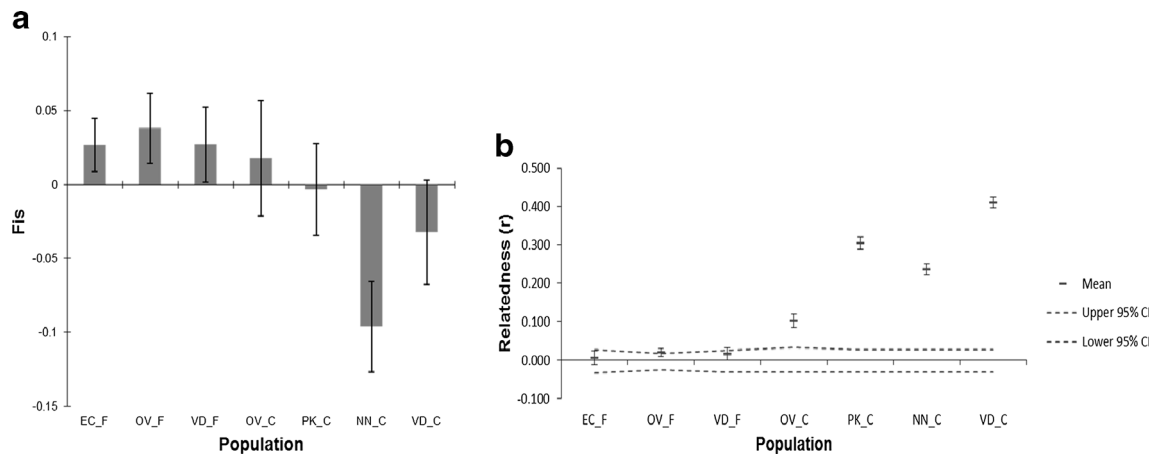 a
0.1
0.05
0
-0.05
-0.1
-0.15
Fis
EC_F OV_F VD_F OV_C PK_C NN_C VD_C
Population
b
0.500
0.400
0.300
0.200
0.100
0.000
-0.100
Relatedness (r)
EC_F OV_F VD_F OV_C PK_C NN_C VD_C
Population
Mean
Upper 95% CI
Lower 95% CI